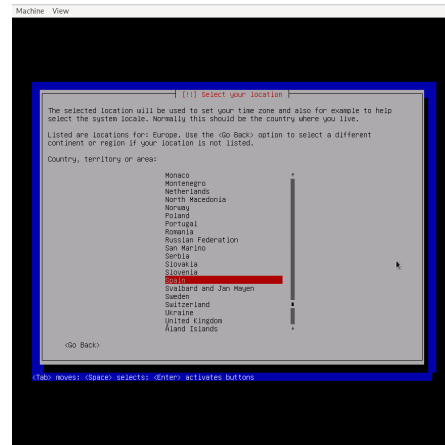 Machine View
[!!] Select your location
The selected location will be used to set your time zone and also for example to help
select the system locale. Normally this should be the country where you live.
Listed are locations for: Europe. Use the <Go Back> option to select a different
continent or region if your location is not listed.
Country, territory or area:
Monaco
Montenegro
Netherlands
North Macedonia
Norway
Poland
Portugal
Romania
Russian Federation
San Marino
Serbia
Slovakia
Slovenia
Spain
Svalbard and Jan Mayen
Sweden
Switzerland
Ukraine
United Kingdom
Åland Islands
<Go Back>
<Tab> moves; <Space> selects; <Enter> activates buttons